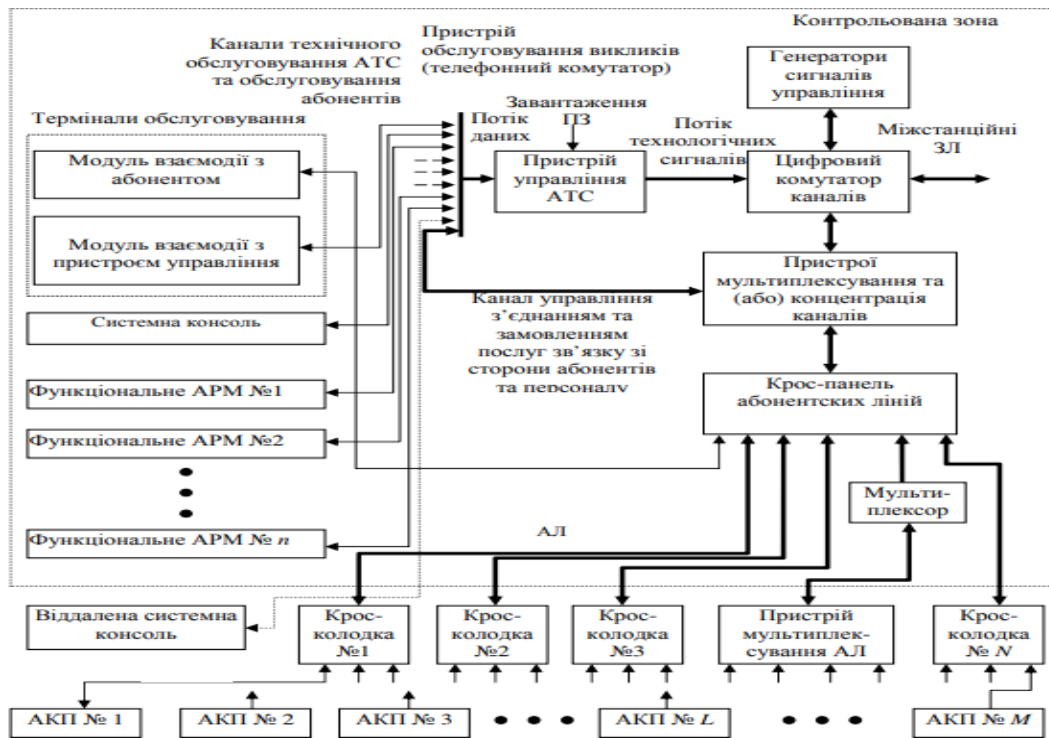 Контрольована зона
Канали технічного
обслуговування АТС
та обслуговування
абонентів
Пристрій
обслуговування викликів
(телефонний комутатор)
Генератори
сигналів
управління
Термінали обслуговування
Потік
даних
Завантаження
ПЗ
Потік
технологічних
сигналів
Міжстанційні
ЗЛ
Модуль взаємодії з
абонентом
Пристрій
управління
АТС
Цифровий
комутатор
каналів
Модуль взаємодії з
пристроєм управління
Пристрої
мультиплексування та
(або) концентрація
каналів
Системна консоль
Канал управління
з’єднанням та
замовленням
послуг зв’язку зі
сторони абонентів
та персоналу
Функціональне АРМ №1
Крос-панель
абонентских ліній
Функціональне АРМ №2
Мульти-
плексор
Функціональне АРМ № n
АЛ
Віддалена системна
консоль
Крос-
колодка
№1
Крос-
колодка
№2
Крос-
колодка
№3
Пристрій
мультиплек-
сування АЛ
Крос-
колодка
№ N
АКП № 1
АКП № 2
АКП № 3
АКП № L
АКП № M